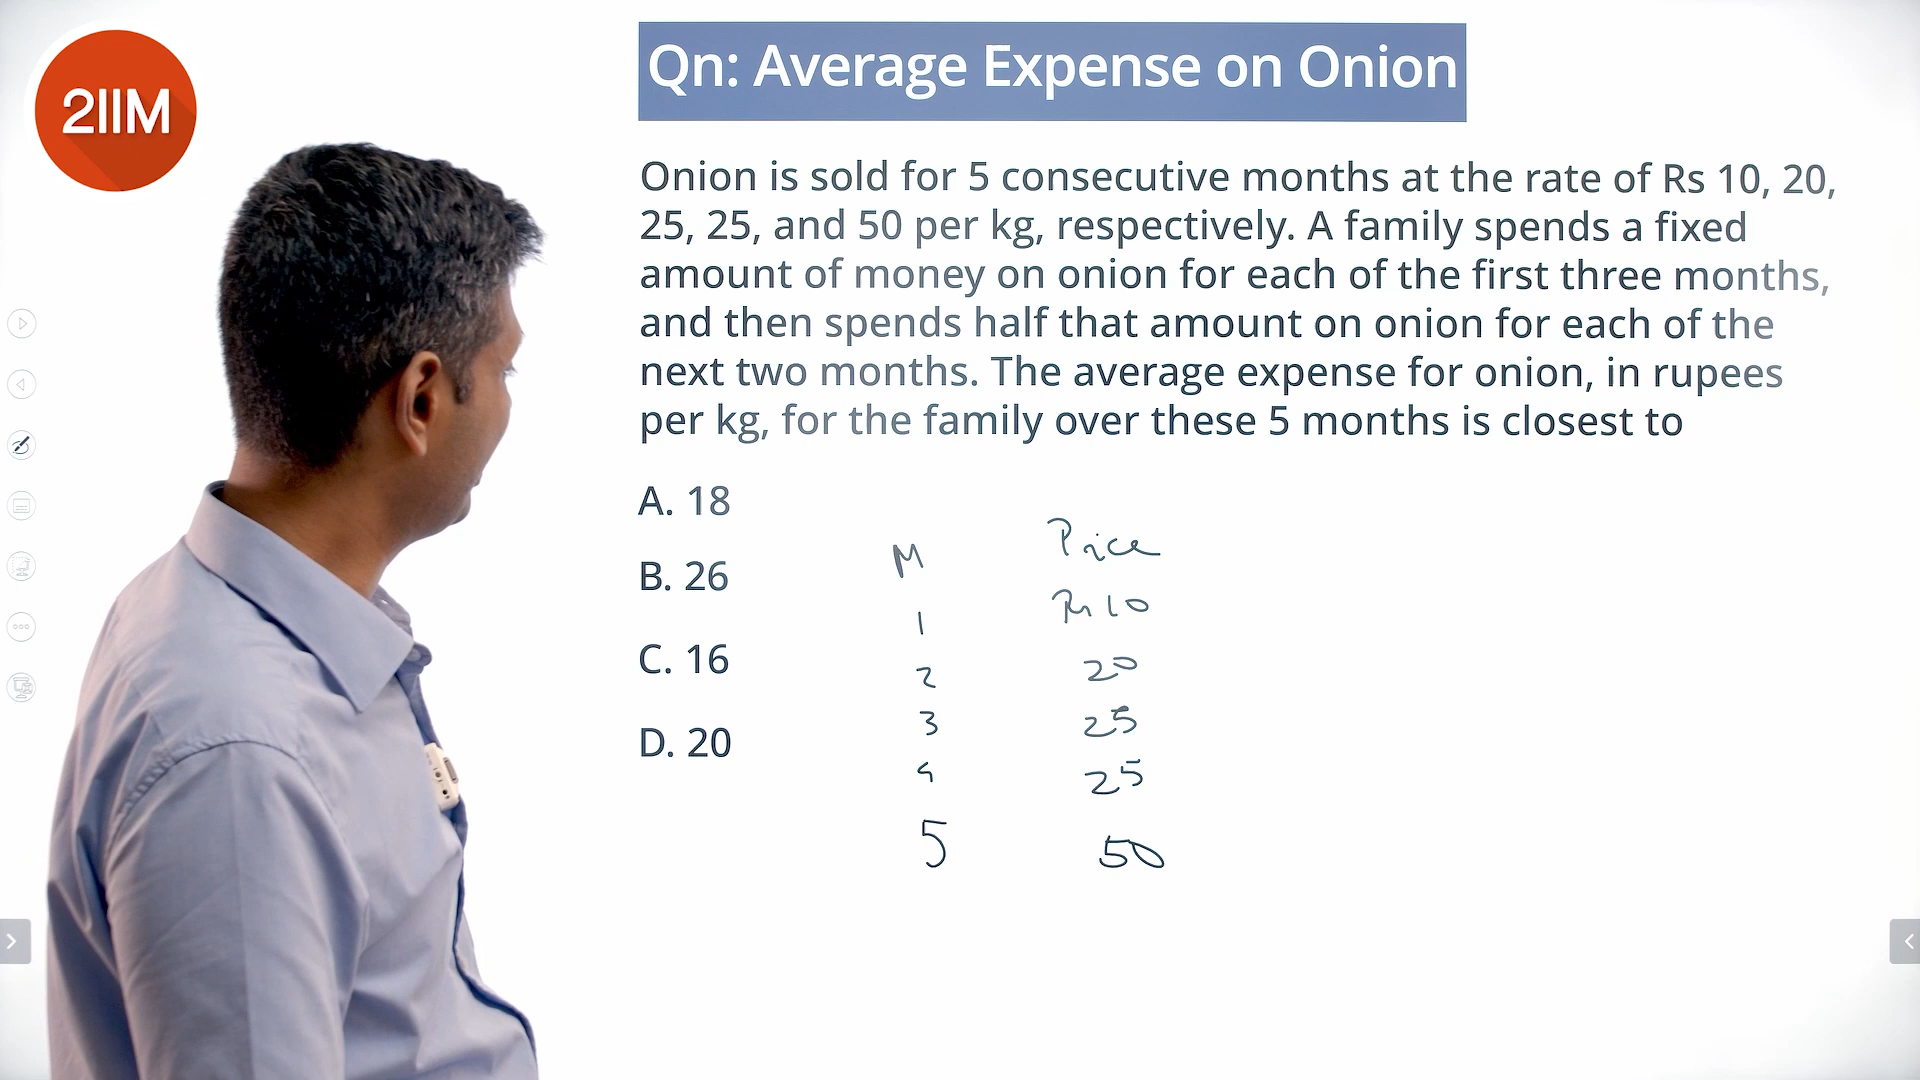 2IIM
Qn: Average Expense on Onion
Onion is sold for 5 consecutive months at the rate of Rs 10, 20,
25, 25, and 50 per kg, respectively. A family spends a fixed
amount of money on onion for each of the first three months,
and then spends half that amount on onion for each of the
next two months. The average expense for onion, in rupees
per kg, for the family over these 5 months is closest to
A. 18
B. 26
C. 16
D. 20
M Price
1 Rs 10
2 20
3 25
4 25
5 50